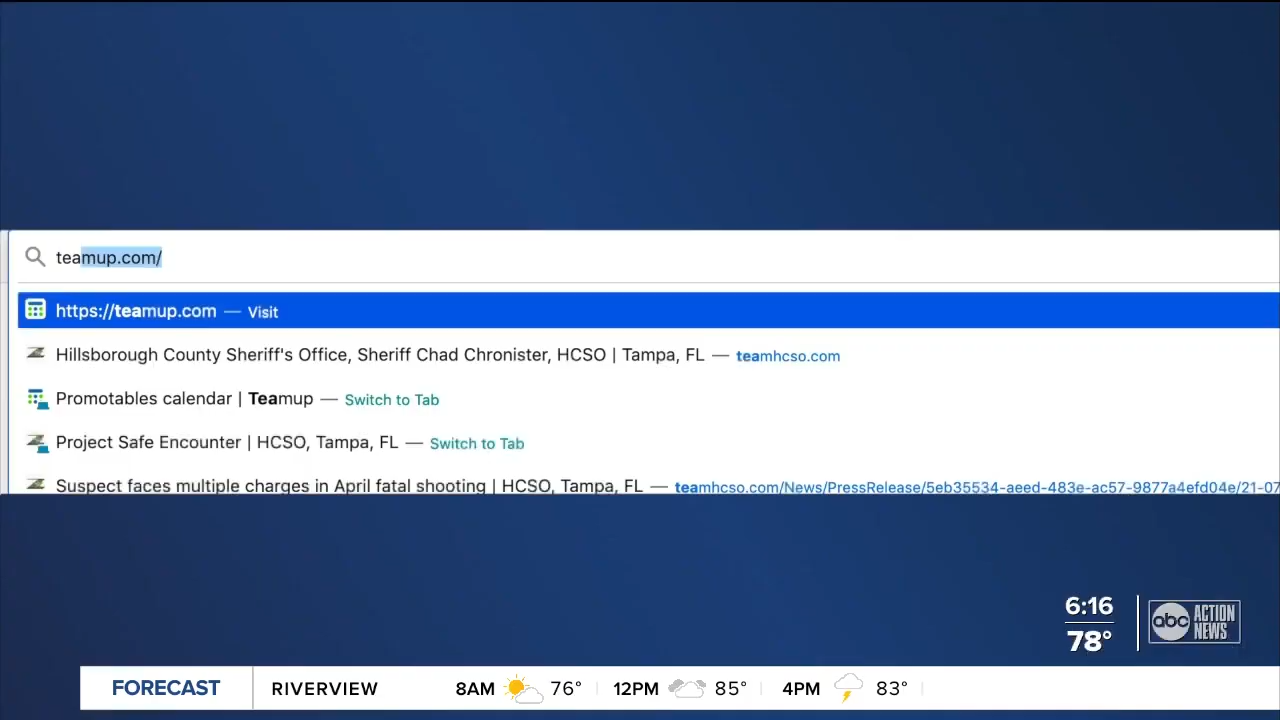 teamup.com/
https://teamup.com — Visit
Hillsborough County Sheriff's Office, Sheriff Chad Chronister, HCSO | Tampa, FL — teamhcso.com
Promotables calendar | Teamup — Switch to Tab
Project Safe Encounter | HCSO, Tampa, FL — Switch to Tab
Suspect faces multiple charges in April fatal shooting | HCSO, Tampa, FL — teamhcso.com/News/PressRelease/5eb35534-aeed-483e-ac57-9877a4efd04e/21-07
6:16
78°
abc ACTION NEWS
FORECAST RIVERVIEW 8AM 76° 12PM 85° 4PM 83°